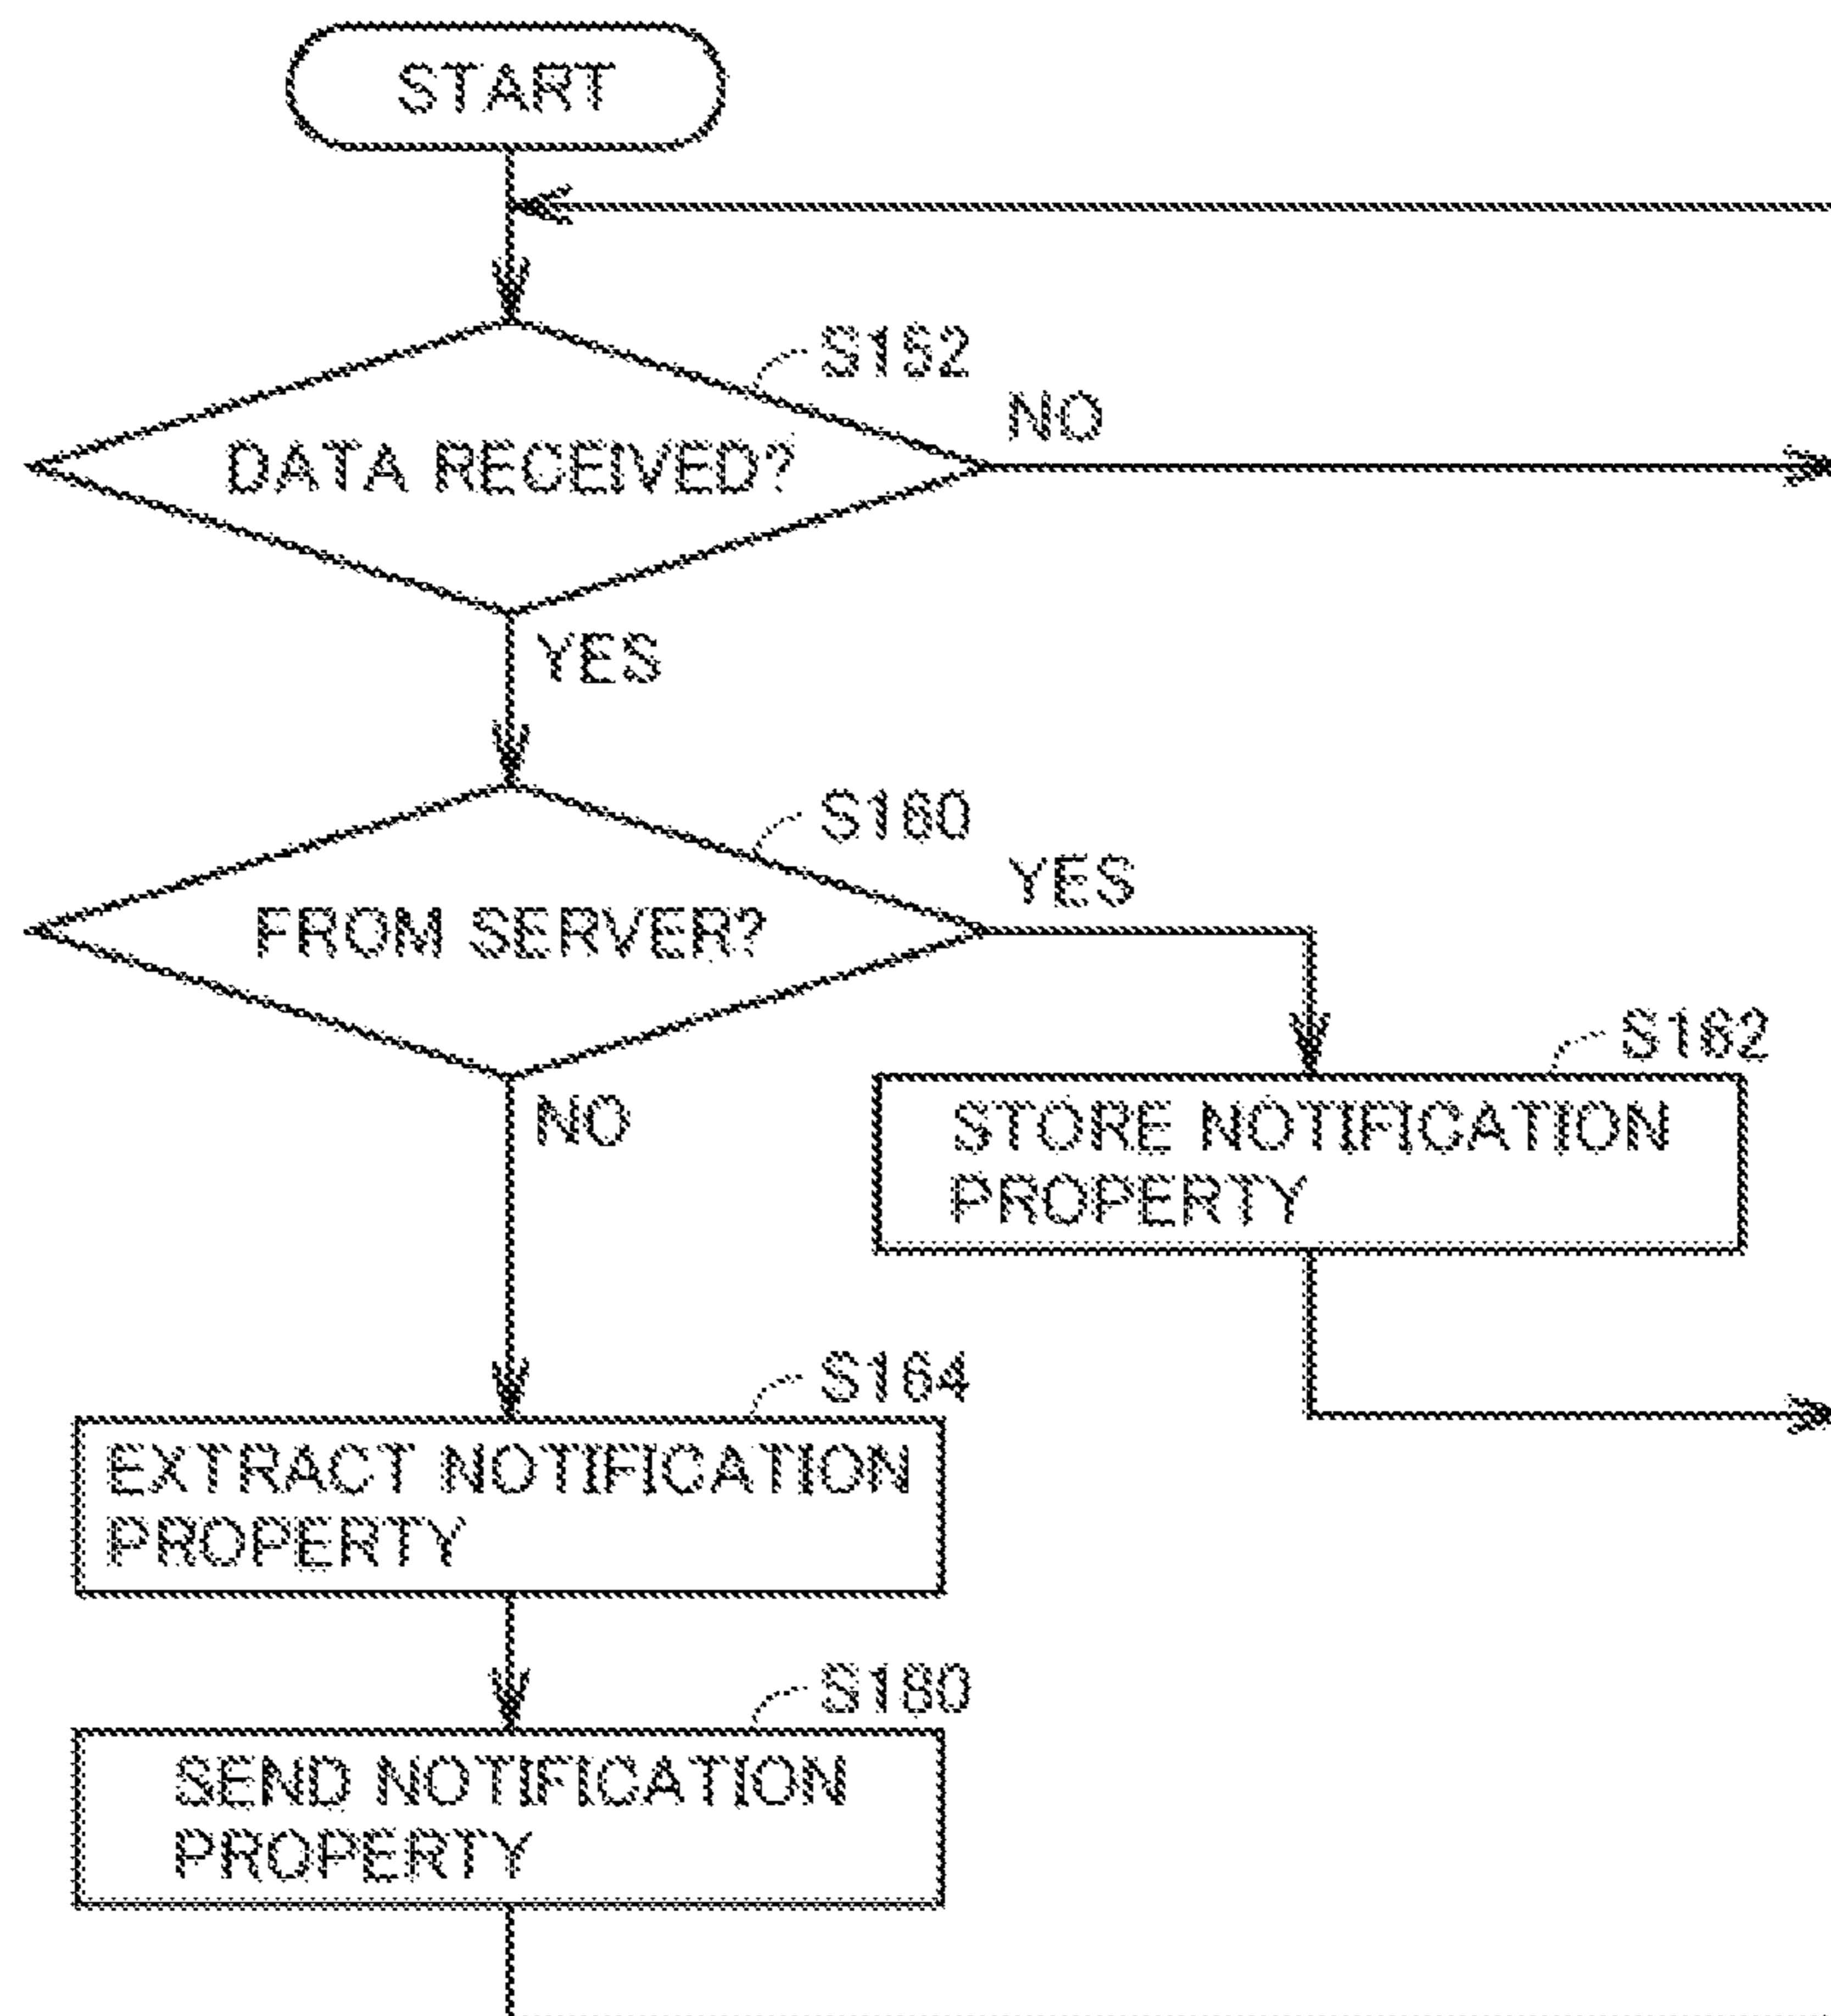 START
S152
NO
DATA RECEIVED?
YES
S160
YES
FROM SERVER?
S162
NO
STORE NOTIFICATION
PROPERTY
S164
EXTRACT NOTIFICATION
PROPERTY
SEND NOTIFICATION
PROPERTY